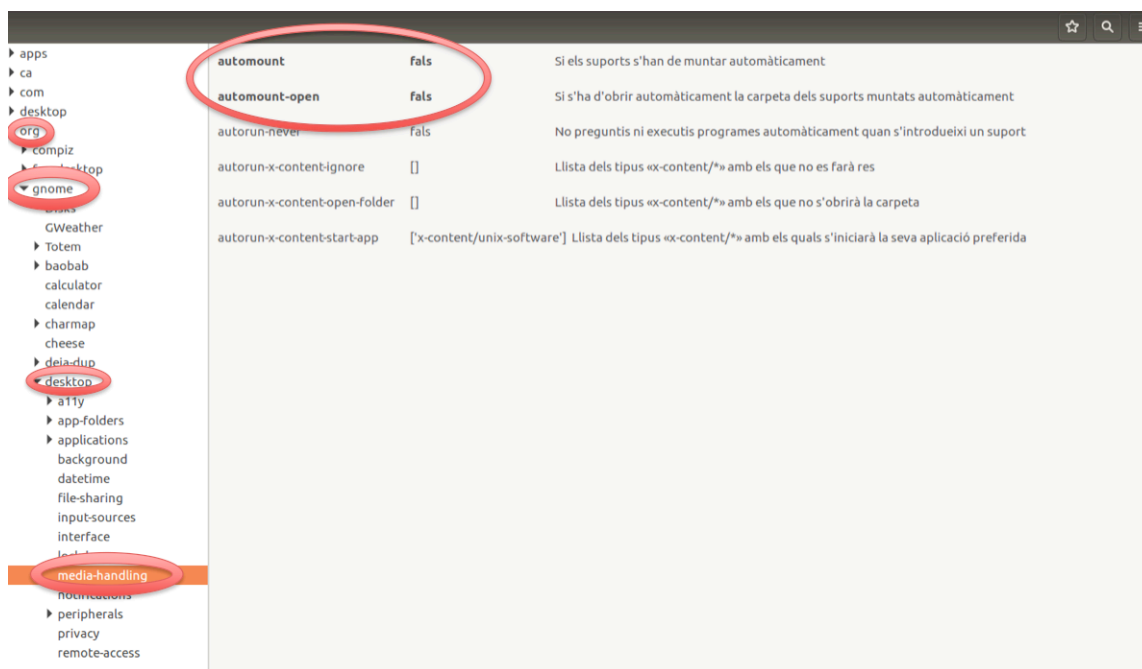 apps
ca
com
desktop
org
compiz
gnome
GWeather
Totem
baobab
calculator
calendar
charmap
cheese
deja-dup
desktop
a11y
app-folders
applications
background
datetime
file-sharing
input-sources
interface
media-handling
notifications
peripherals
privacy
remote-access
automount fals Si els suports s'han de muntar automàticament
automount-open fals Si s'ha d'obrir automàticament la carpeta dels suports muntats automàticament
autorun-never fals No preguntis ni executis programes automàticament quan s'introdueixi un suport
autorun-x-content-ignore [] Llista dels tipus «x-content/*» amb els que no es farà res
autorun-x-content-open-folder [] Llista dels tipus «x-content/*» amb els que no s'obrirà la carpeta
autorun-x-content-start-app ['x-content/unix-software'] Llista dels tipus «x-content/*» amb els quals s'iniciarà la seva aplicació preferida